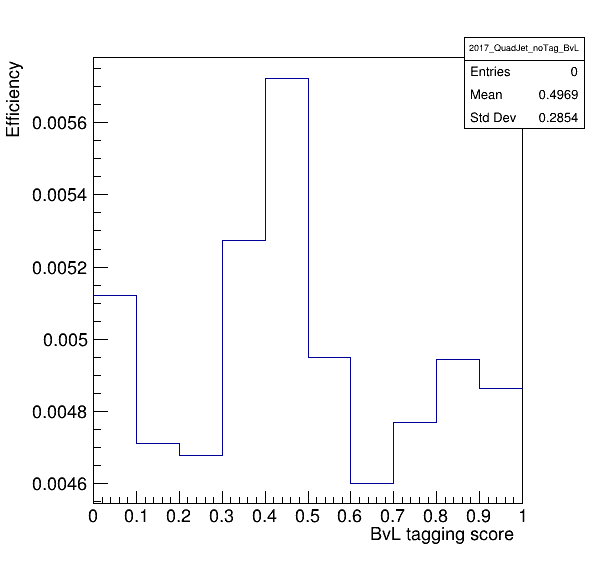 2017_QuadJet_noTag_BvL
Entries 0
Mean 0.4969
Std Dev 0.2854
Efficiency
0.0056
0.0054
0.0052
0.005
0.0048
0.0046
0 0.1 0.2 0.3 0.4 0.5 0.6 0.7 0.8 0.9 1
BvL tagging score